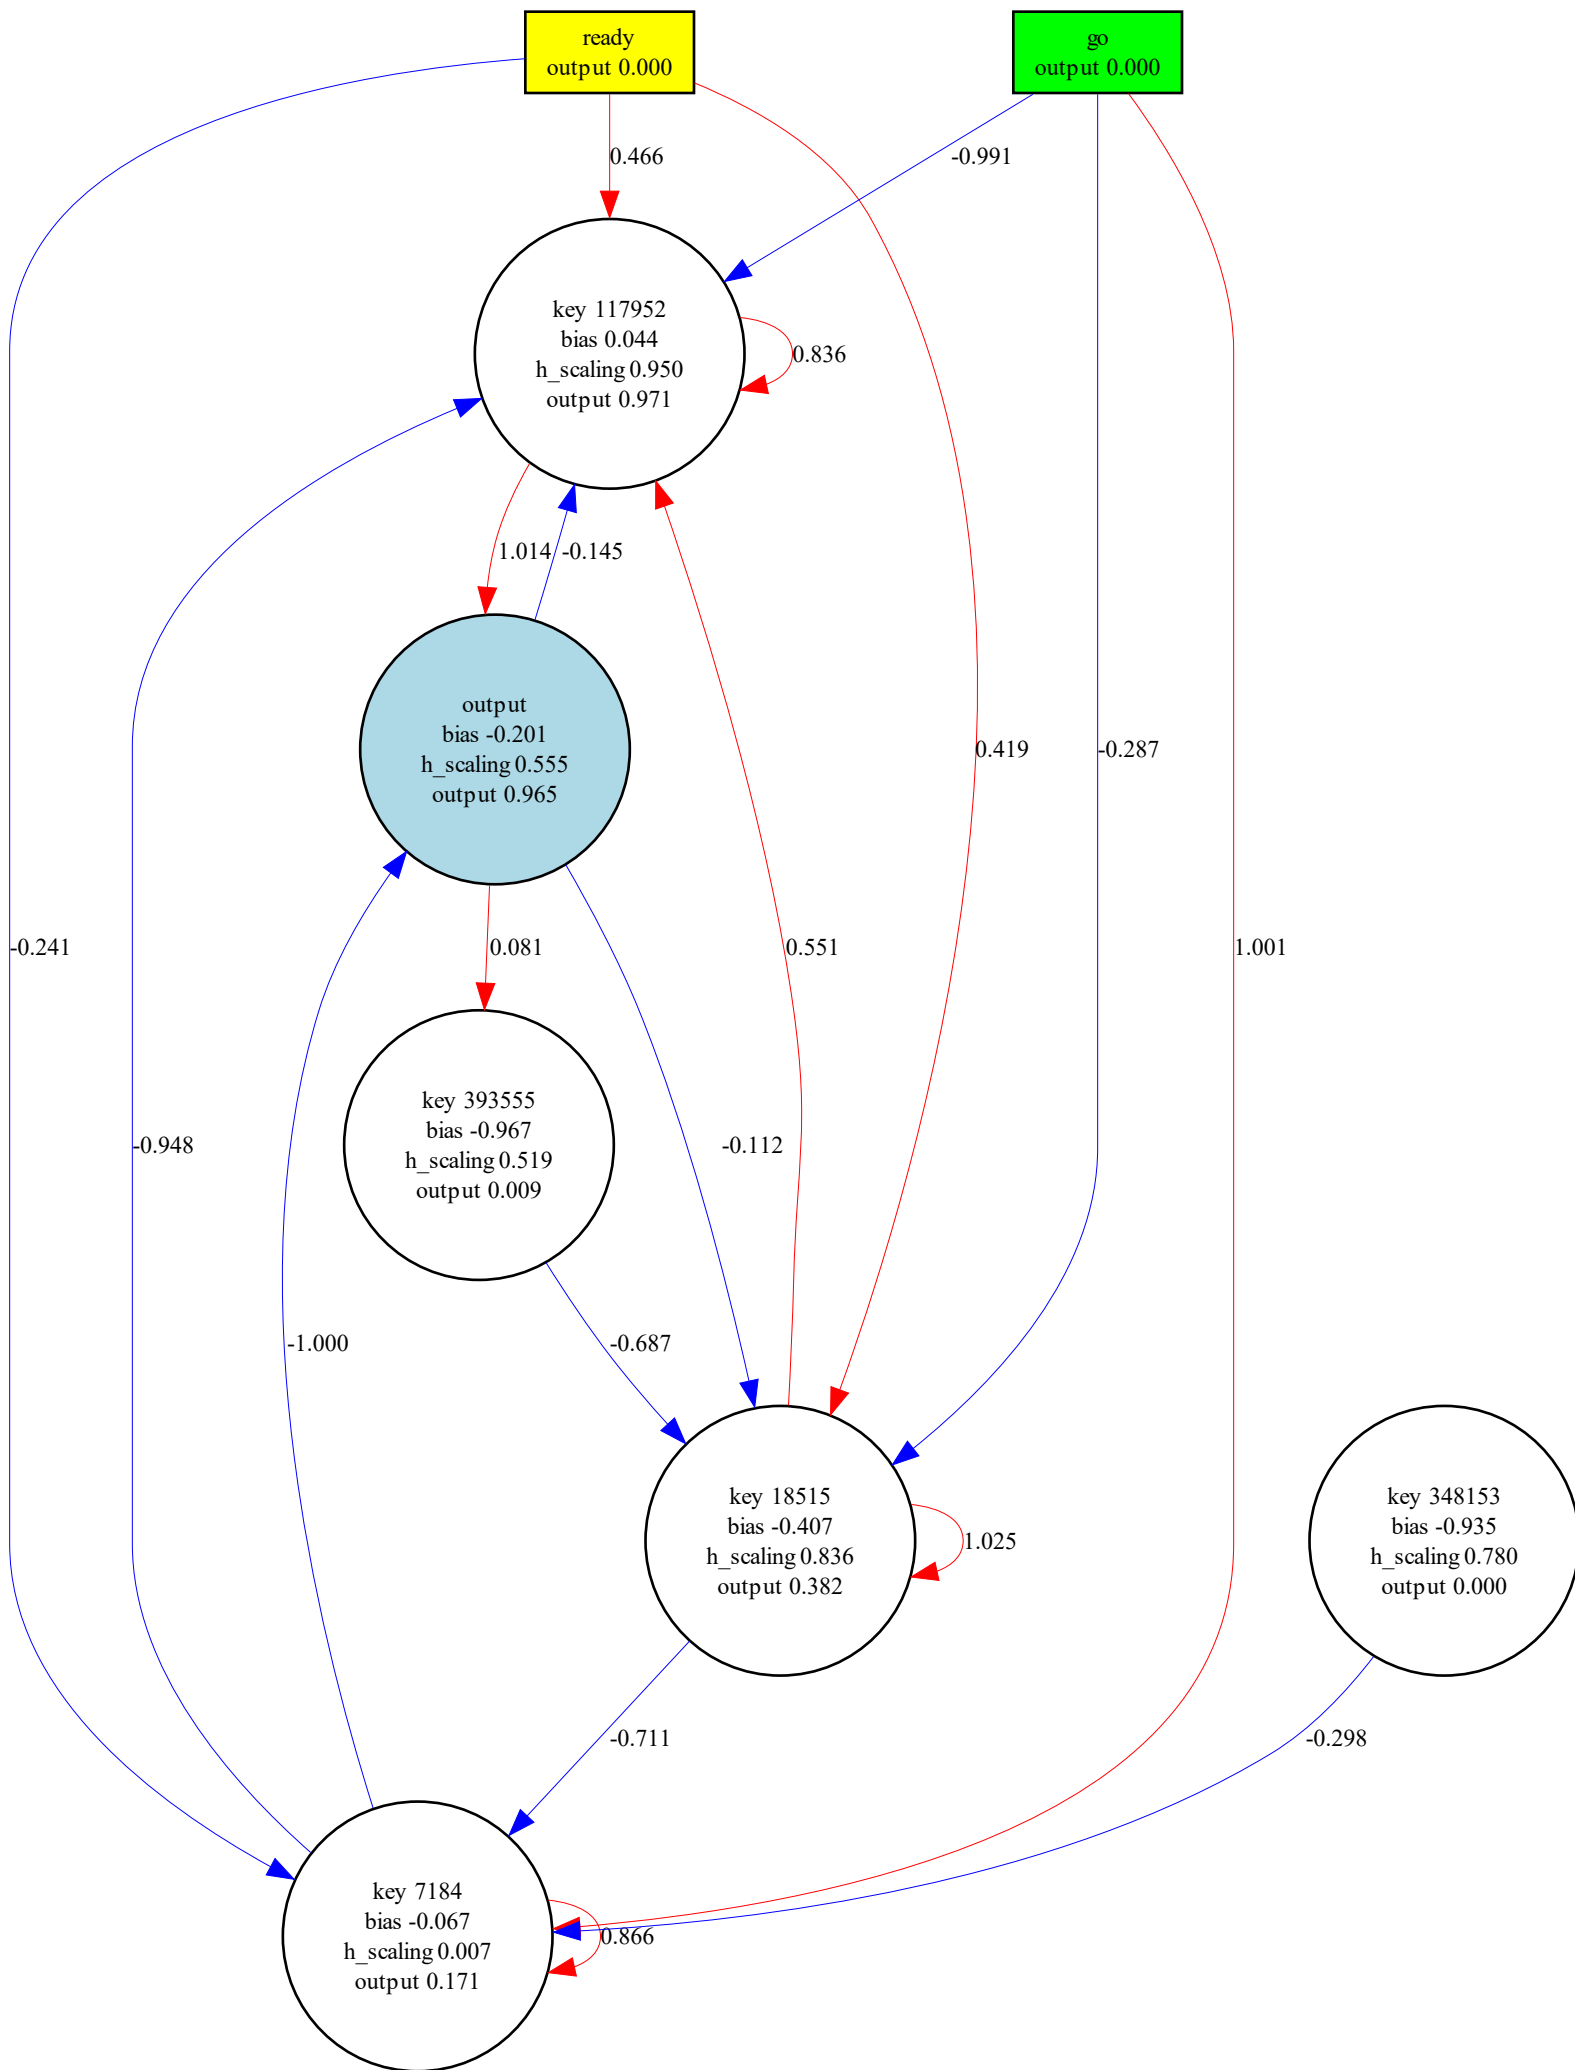 ready
output 0.000
go
output 0.000
0.466
-0.991
key 117952
bias 0.044
h_scaling 0.950
output 0.971
0.836
1.014
-0.145
output
bias -0.201
h_scaling 0.555
output 0.965
0.419
-0.287
-0.241
0.081
0.551
1.001
key 393555
bias -0.967
h_scaling 0.519
output 0.009
-0.948
-0.112
-1.000
-0.687
key 18515
bias -0.407
h_scaling 0.836
output 0.382
1.025
key 348153
bias -0.935
h_scaling 0.780
output 0.000
-0.711
-0.298
key 7184
bias -0.067
h_scaling 0.007
output 0.171
0.866